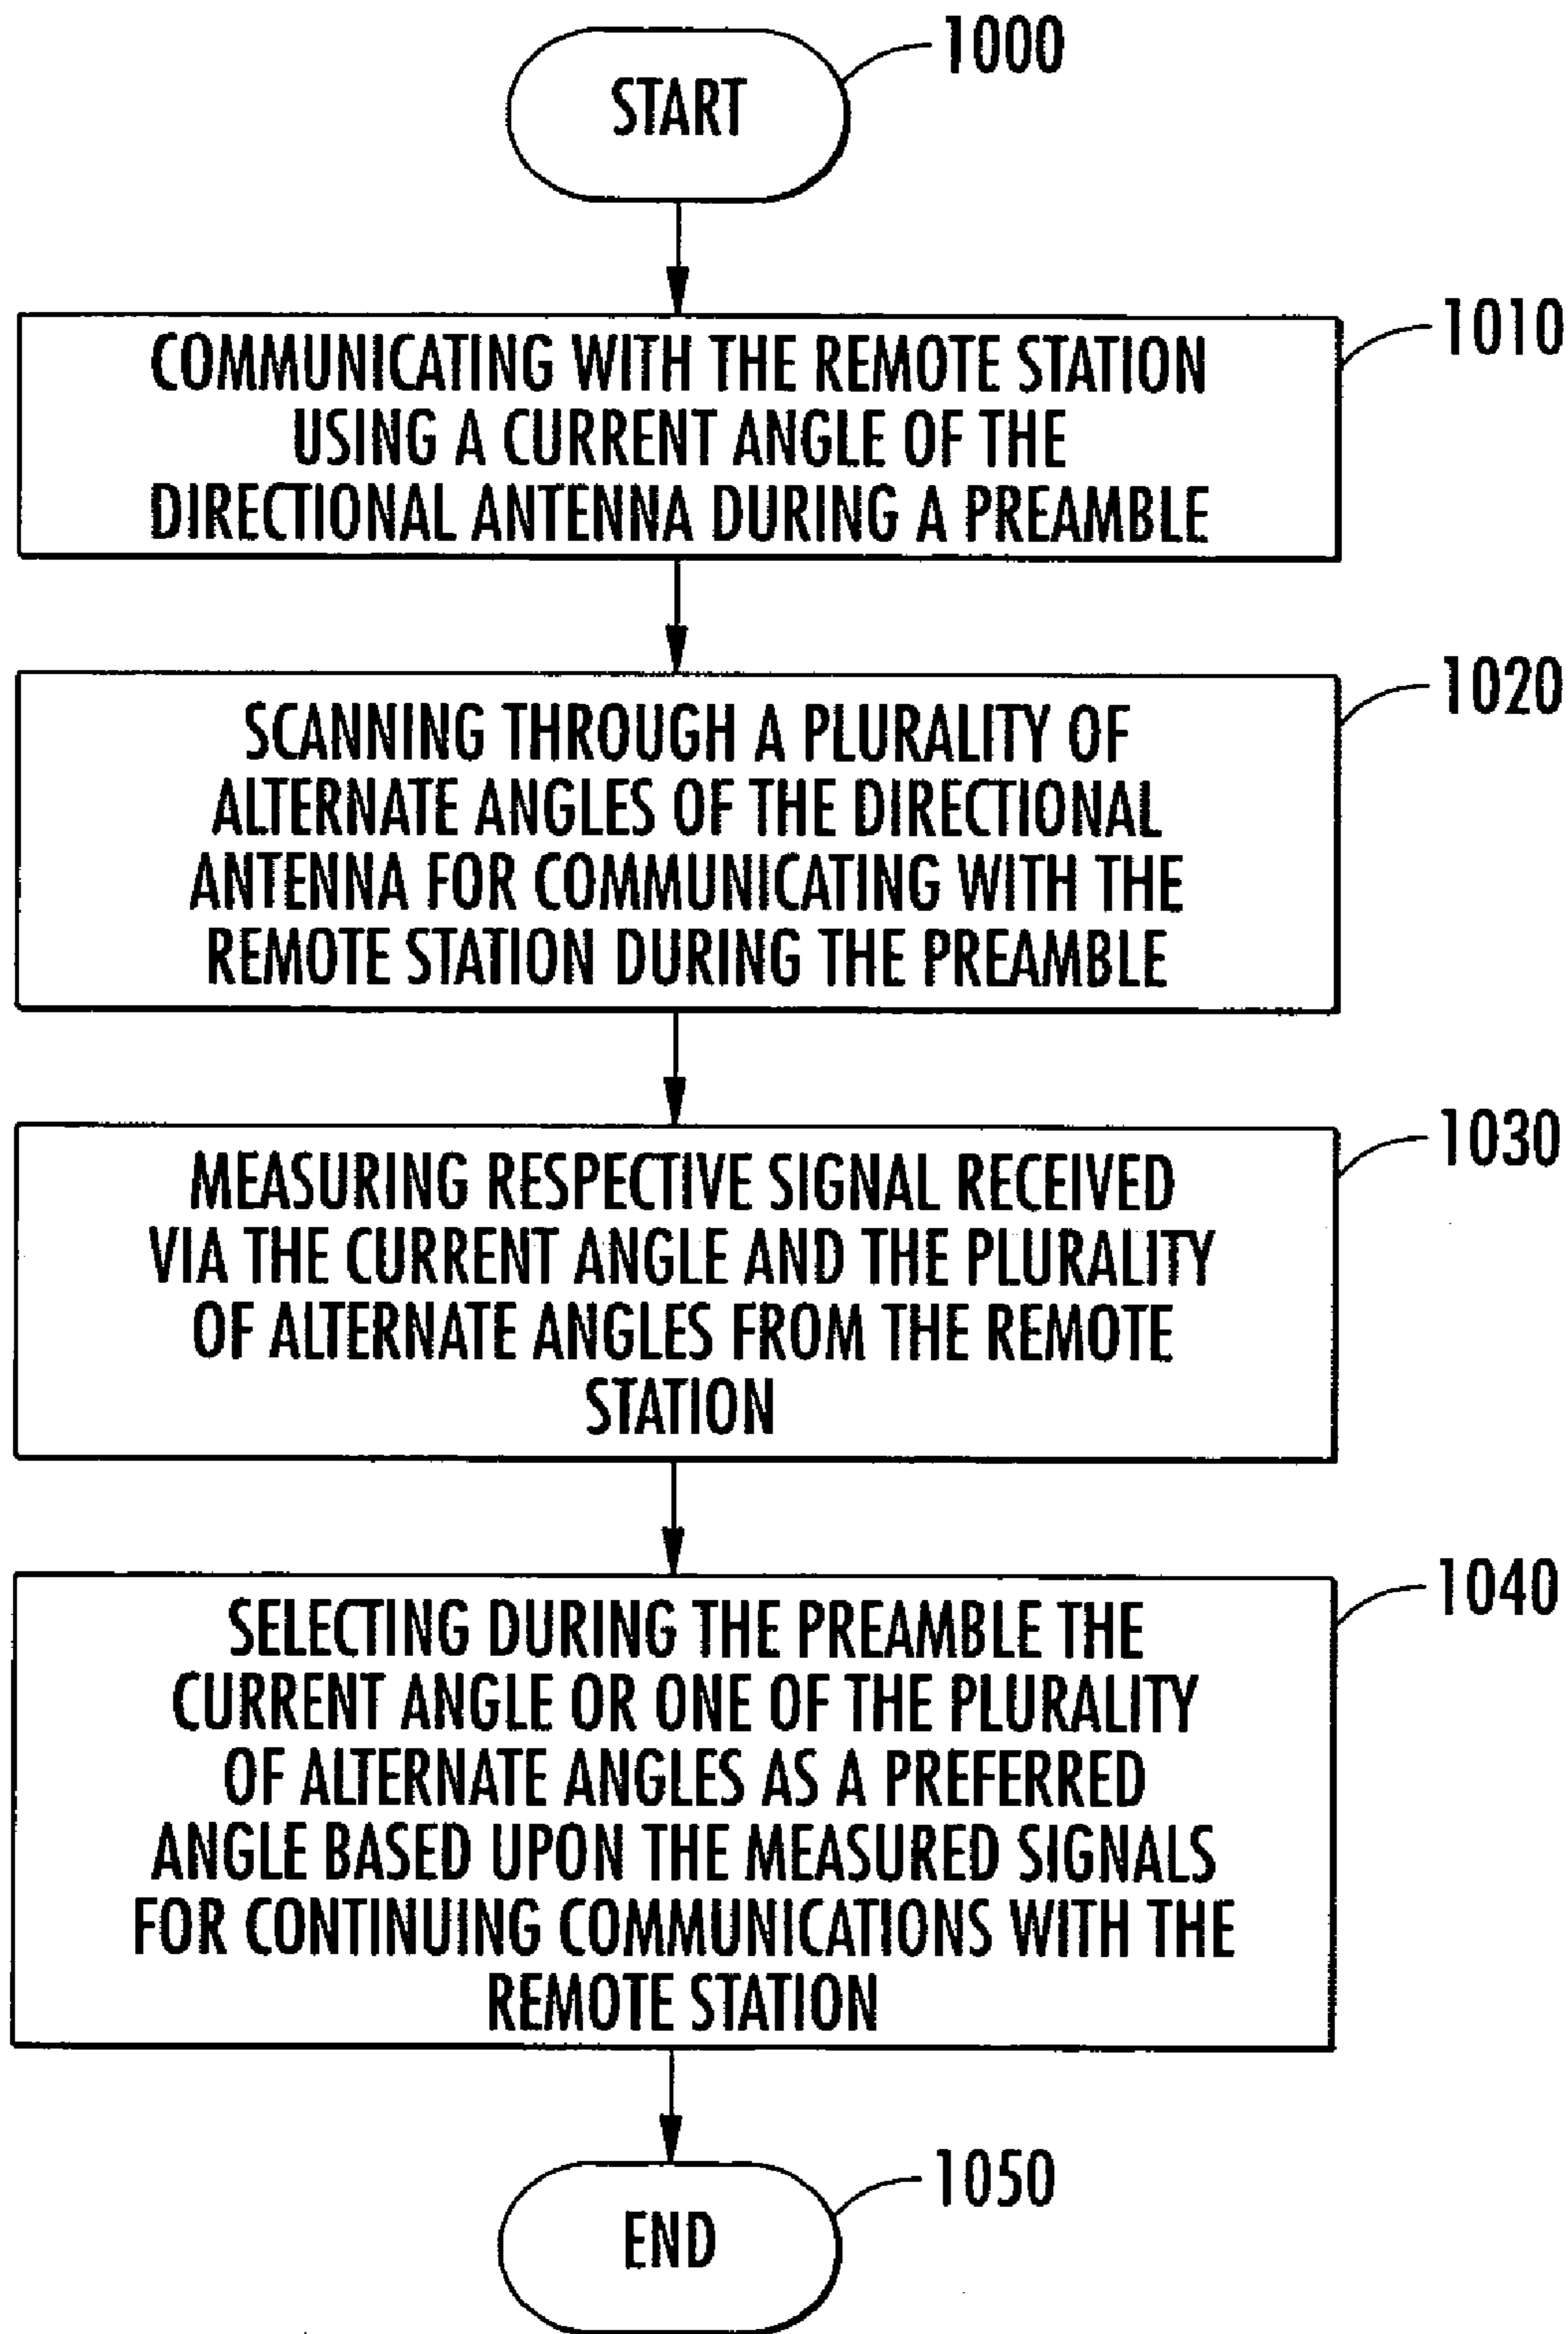 START
1000
COMMUNICATING WITH THE REMOTE STATION
USING A CURRENT ANGLE OF THE
DIRECTIONAL ANTENNA DURING A PREAMBLE
1010
SCANNING THROUGH A PLURALITY OF
ALTERNATE ANGLES OF THE DIRECTIONAL
ANTENNA FOR COMMUNICATING WITH THE
REMOTE STATION DURING THE PREAMBLE
1020
MEASURING RESPECTIVE SIGNAL RECEIVED
VIA THE CURRENT ANGLE AND THE PLURALITY
OF ALTERNATE ANGLES FROM THE REMOTE
STATION
1030
SELECTING DURING THE PREAMBLE THE
CURRENT ANGLE OR ONE OF THE PLURALITY
OF ALTERNATE ANGLES AS A PREFERRED
ANGLE BASED UPON THE MEASURED SIGNALS
FOR CONTINUING COMMUNICATIONS WITH THE
REMOTE STATION
1040
END
1050